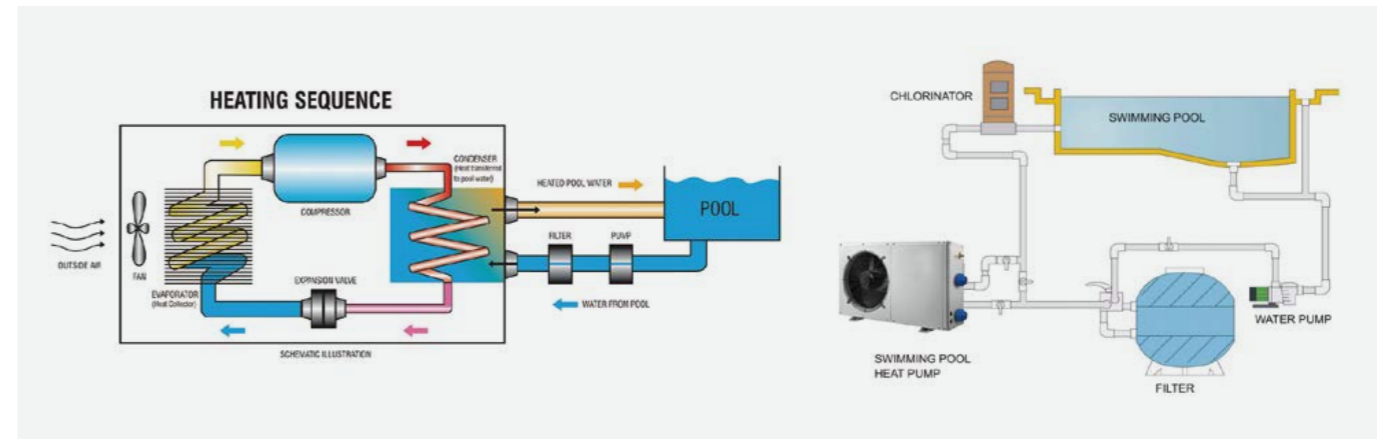 HEATING SEQUENCE
CONDENSER
(Heat transferred
to pool water)
COMPRESSOR
HEATED POOL WATER
POOL
OUTSIDE AIR
FAN
EVAPORATOR
(Heat Collector)
EXPANSION VALVE
FILTER
PUMP
WATER FROM POOL
SCHEMATIC ILLUSTRATION
CHLORINATOR
SWIMMING POOL
SWIMMING POOL
HEAT PUMP
WATER PUMP
FILTER